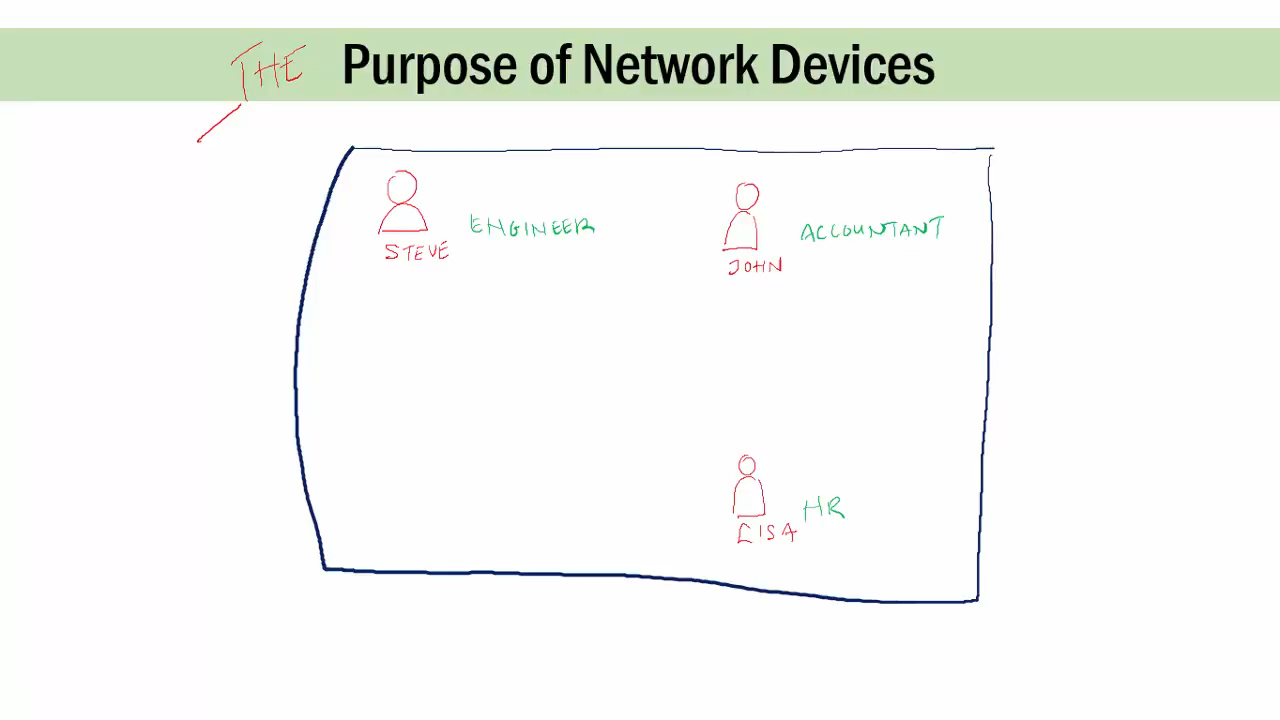 THE Purpose of Network Devices
ENGINEER
STEVE
ACCOUNTANT
JOHN
HR
LISA